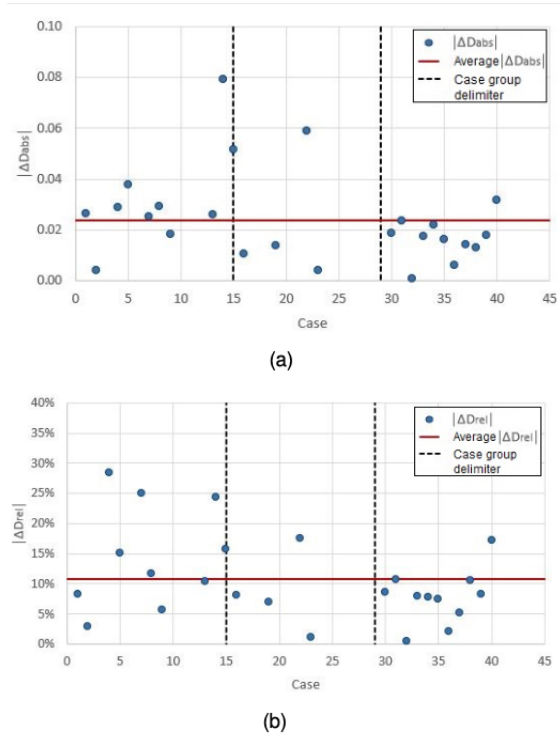 0.10
0.08
0.06
0.04
0.02
0.00
|ΔDabs|
0 5 10 15 20 25 30 35 40 45
Case
|ΔDabs|
Average |ΔDabs|
Case group
delimiter
(a)
40%
35%
30%
25%
20%
15%
10%
5%
0%
|ΔDrel|
0 5 10 15 20 25 30 35 40 45
Case
|ΔDrel|
Average |ΔDrel|
Case group
delimiter
(b)